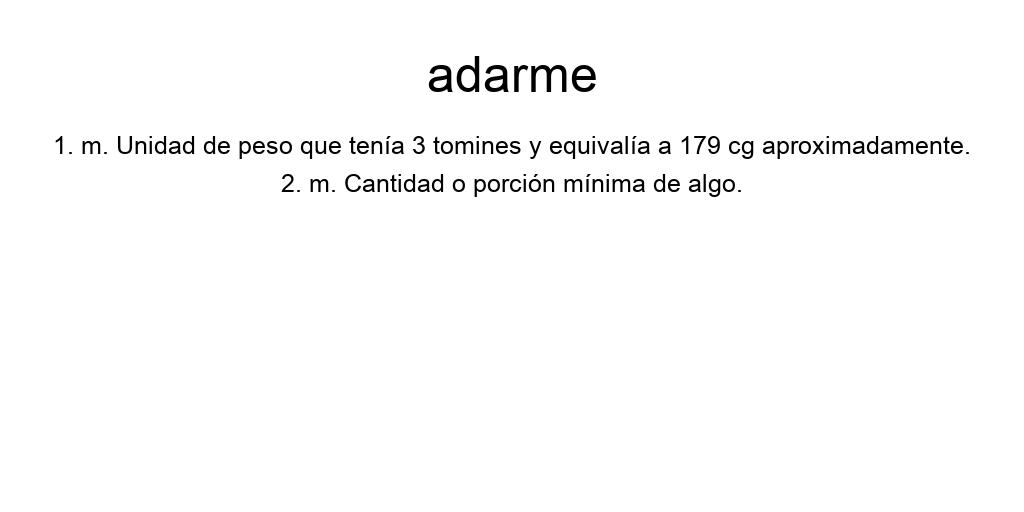 adarme
1. m. Unidad de peso que tenía 3 tomines y equivalía a 179 cg aproximadamente.
2. m. Cantidad o porción mínima de algo.